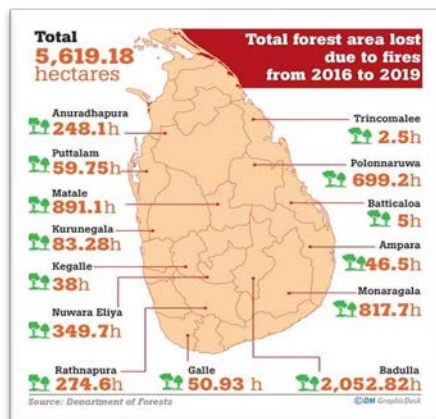 Total
5,619.18
hectares
Total forest area lost
due to fires
from 2016 to 2019
Anuradhapura
248.1h
Puttalam
59.75h
Matale
891.1h
Kurunegala
83.28h
Kegalle
38h
Nuwara Eliya
349.7h
Rathnapura
274.6h
Galle
50.93 h
Trincomalee
2.5h
Polonnaruwa
699.2h
Batticaloa
5h
Ampara
46.5h
Monaragala
817.7h
Badulla
2,052.82h
Source: Department of Forests
©DM GraphicDesk